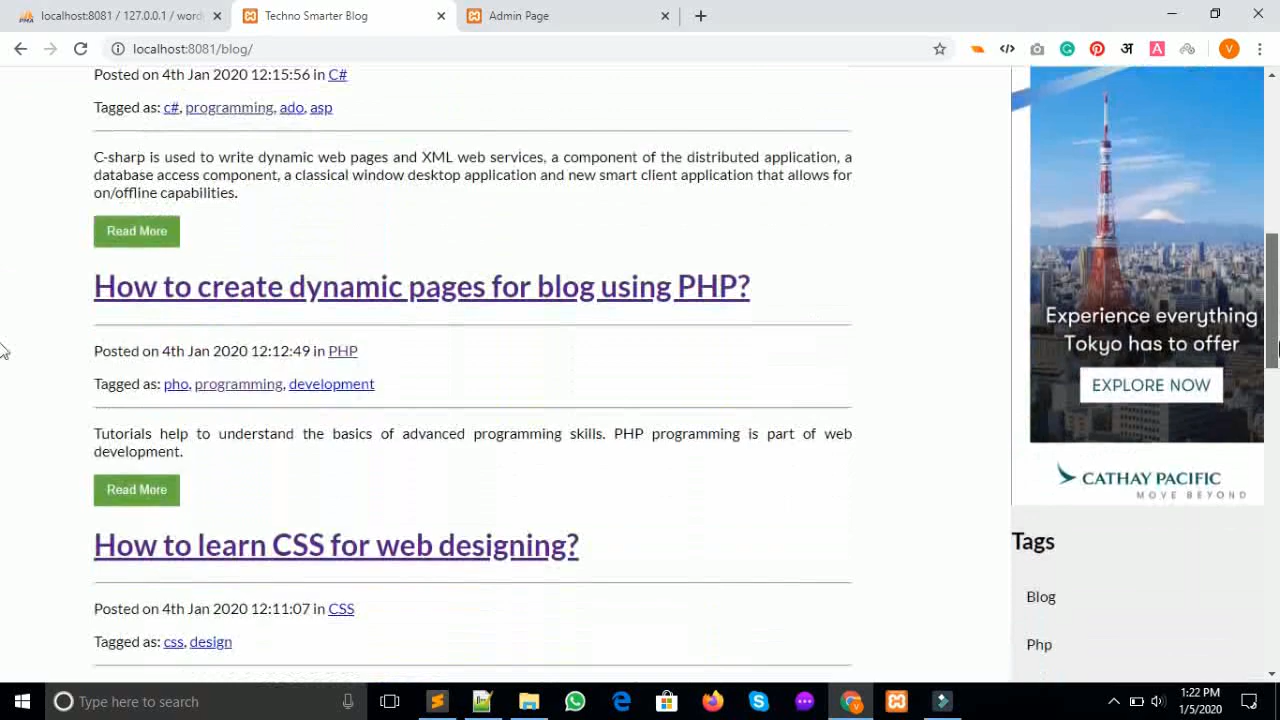 localhost:8081 / 127.0.0.1 / word
Techno Smarter Blog
Admin Page
localhost:8081/blog/
Posted on 4th Jan 2020 12:15:56 in C#
Tagged as: c#, programming, ado, asp
C-sharp is used to write dynamic web pages and XML web services, a component of the distributed application, a
database access component, a classical window desktop application and new smart client application that allows for
on/offline capabilities.
Read More
How to create dynamic pages for blog using PHP?
Posted on 4th Jan 2020 12:12:49 in PHP
Tagged as: pho, programming, development
Tutorials help to understand the basics of advanced programming skills. PHP programming is part of web
development.
Read More
How to learn CSS for web designing?
Posted on 4th Jan 2020 12:11:07 in CSS
Tagged as: css, design
Experience everything
Tokyo has to offer
EXPLORE NOW
CATHAY PACIFIC
MOVE BEYOND
Tags
Blog
Php
Type here to search
1:22 PM
1/5/2020